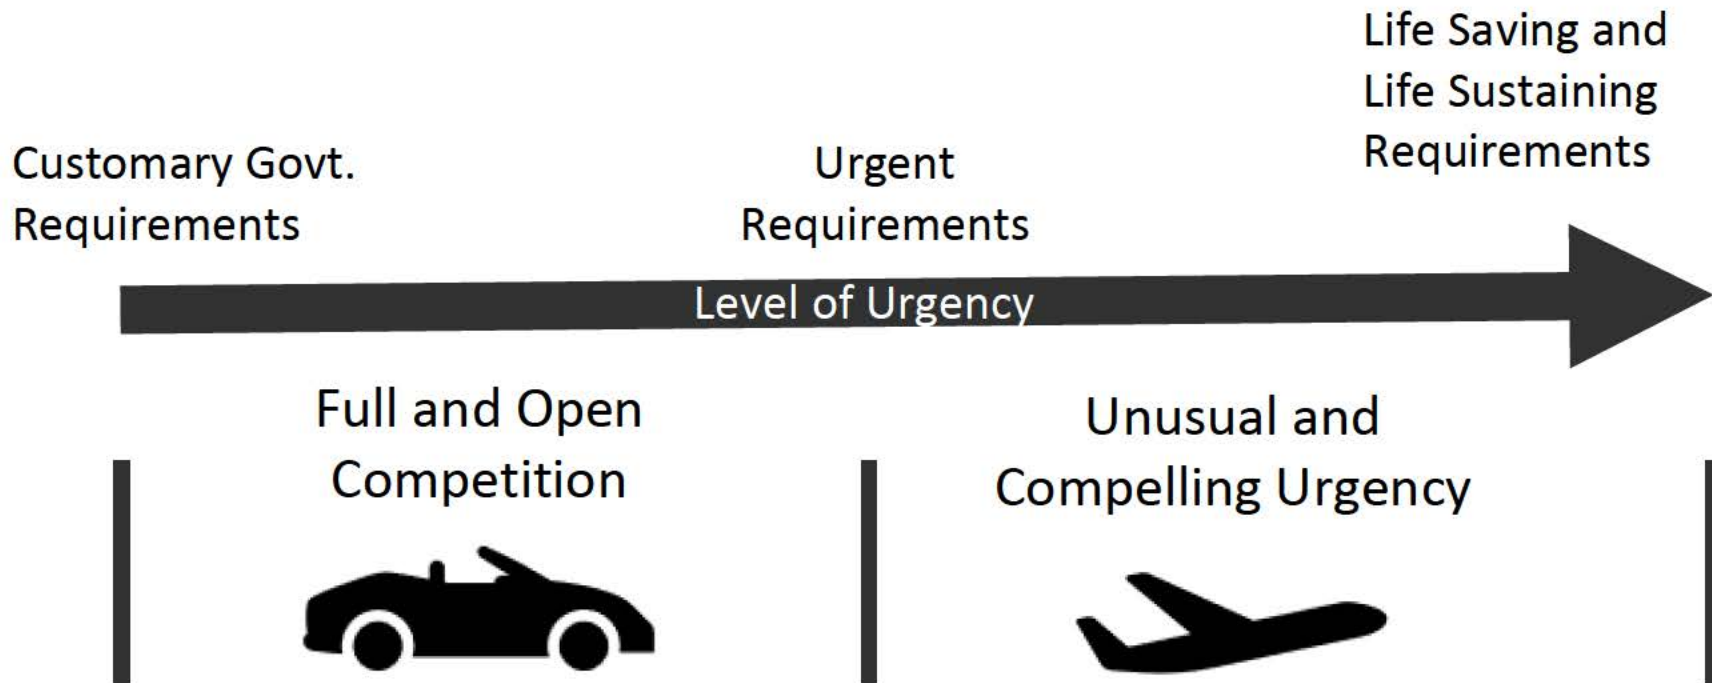 Life Saving and
Life Sustaining
Requirements
Customary Govt.
Requirements
Urgent
Requirements
Level of Urgency
Full and Open
Competition
Unusual and
Compelling Urgency